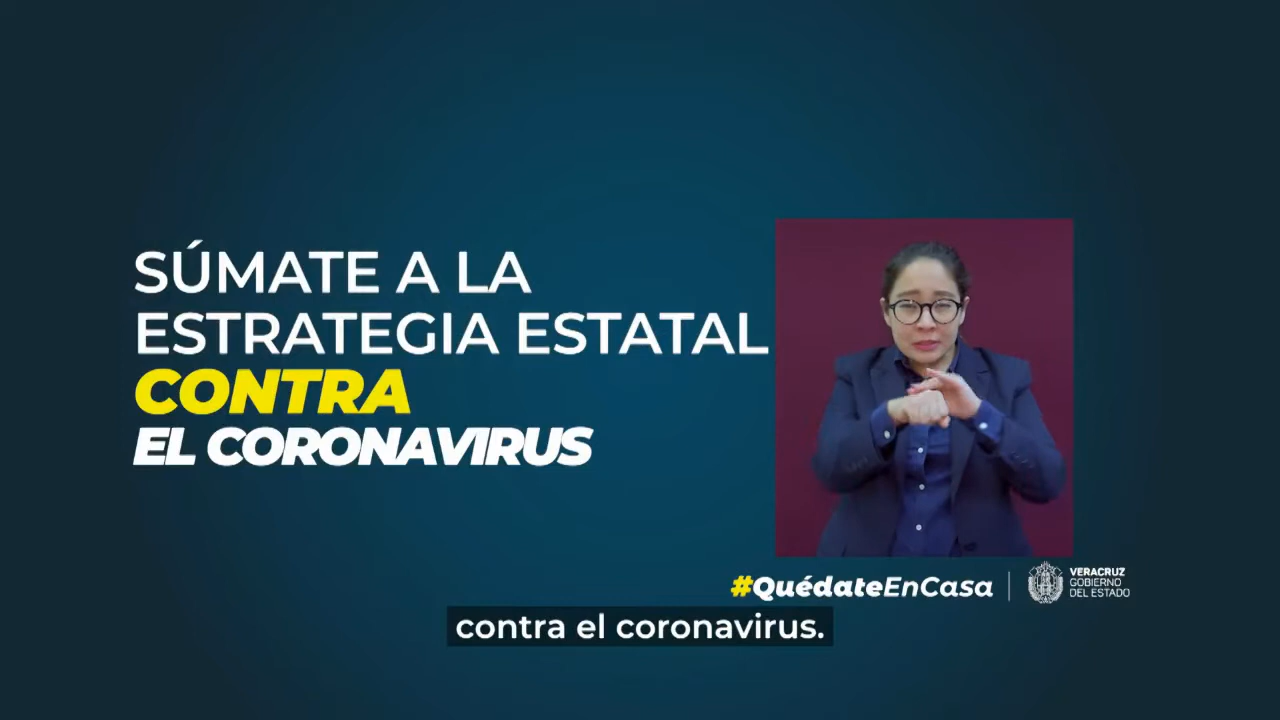 SÚMATE A LA
ESTRATEGIA ESTATAL
CONTRA
EL CORONAVIRUS
#QuédateEnCasa
VERACRUZ
GOBIERNO
DEL ESTADO
contra el coronavirus.